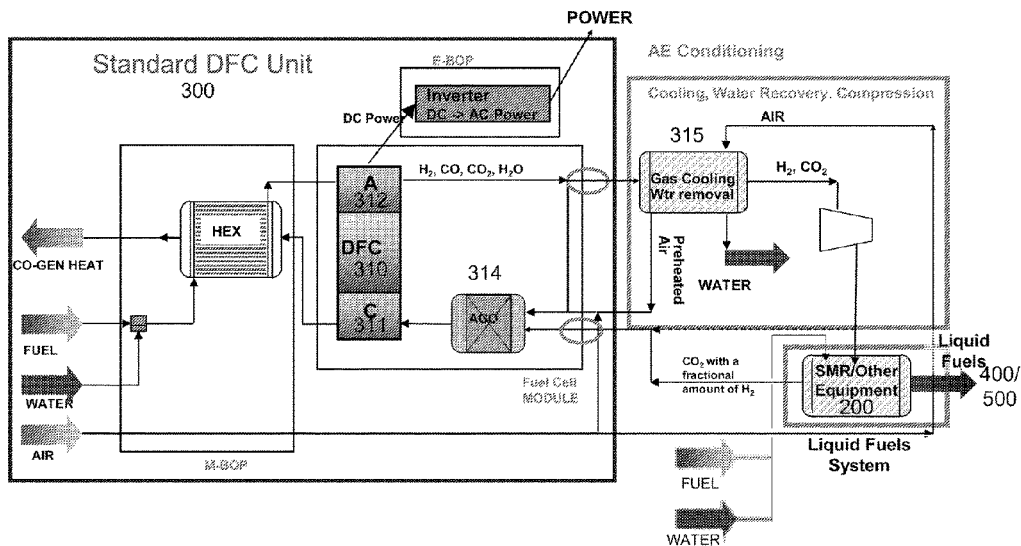 POWER
Standard DFC Unit
300
AE Conditioning
E-BOP
Cooling, Water Recovery, Compression
Inverter
DC -> AC Power
DC Power
AIR
315
A
312
H2, CO, CO2, H2O
Gas Cooling
Wtr removal
H2, CO2
HEX
DFC
310
CO-GEN HEAT
314
Preheated
Air
WATER
C
311
AGO
FUEL
WATER
AIR
M-BOP
Fuel Cell
MODULE
CO2 with a
fractional
amount of H2
SMR/Other
Equipment
200
Liquid
Fuels
400/
500
Liquid Fuels
System
FUEL
WATER